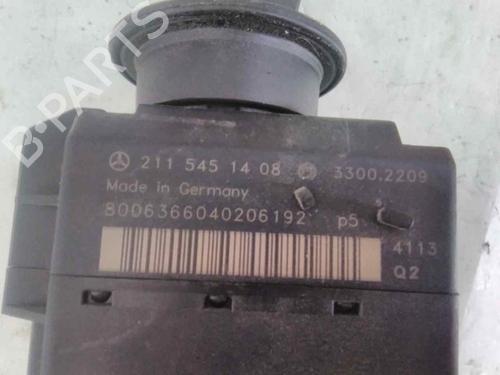 B-PARTS
211 545 14 08 3300.2209
Made in Germany
8006366040206192 p5
4113
Q2